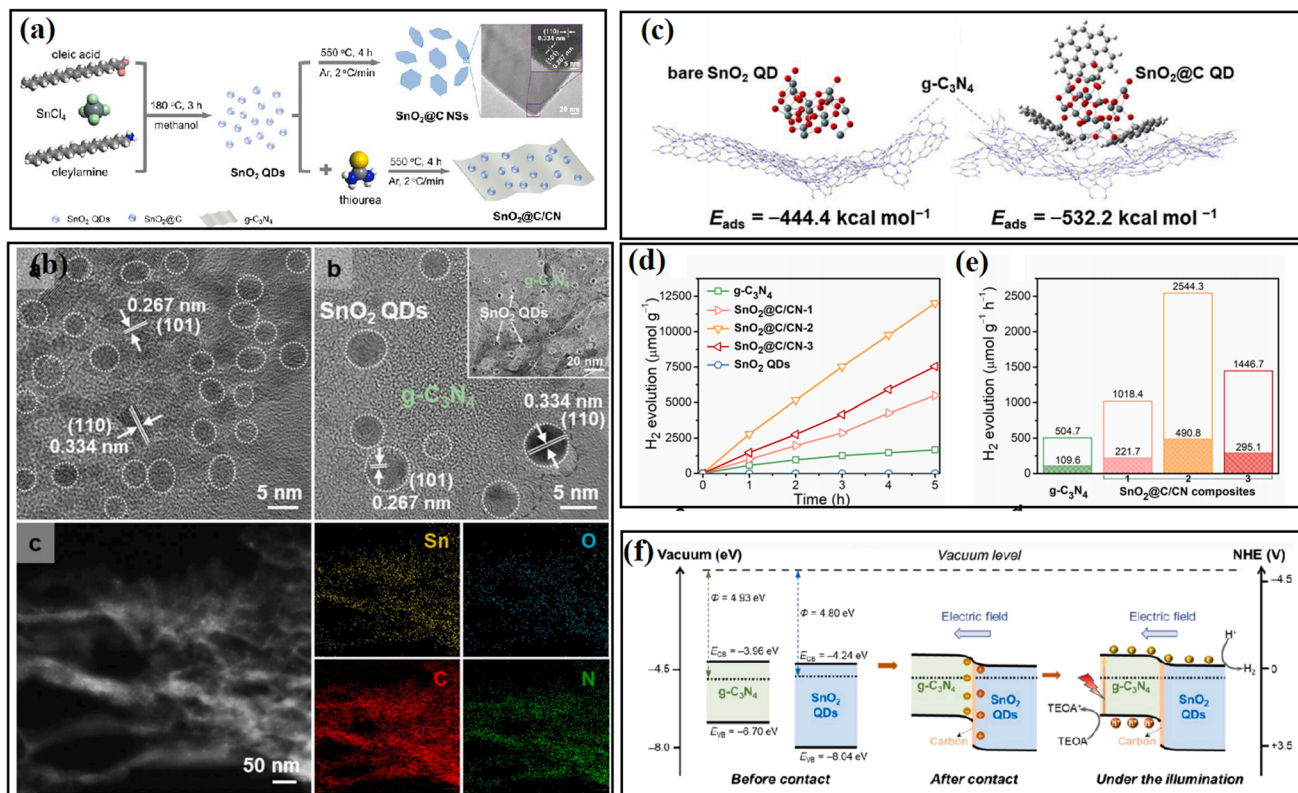 (a)
oleic acid
SnCl4
oleylamine
180 °C, 3 h
methanol
SnO2 QDs
550 °C, 4 h
Ar, 2 °C/min
SnO2@C NSs
(110)
0.334 nm
(101)
0.267 nm
5 nm
20 nm
+
thiourea
550 °C, 4 h
Ar, 2°C/min
SnO2@C/CN
SnO2 QDs
SnO2@C
g-C3N4
(c)
bare SnO2 QD
g-C3N4
SnO2@C QD
Eads = −444.4 kcal mol−1
Eads = −532.2 kcal mol −1
(b)
a
0.267 nm
(101)
(110)
0.334 nm
5 nm
b
SnO2 QDs
g-C3N4
SnO2 QDs
20 nm
g-C3N4
0.334 nm
(110)
(101)
0.267 nm
5 nm
c
50 nm
Sn
O
C
N
(d)
H2 evolution (μmol g−1)
12500
10000
7500
5000
2500
0
g-C3N4
SnO2@C/CN-1
SnO2@C/CN-2
SnO2@C/CN-3
SnO2 QDs
0 1 2 3 4 5
Time (h)
(e)
H2 evolution (μmol g−1 h−1)
2500
2000
1500
1000
500
0
504.7
109.6
1018.4
221.7
2544.3
490.8
1446.7
295.1
g-C3N4
1 2 3
SnO2@C/CN composites
(f)
Vacuum (eV)
Vacuum level
NHE (V)
−4.5
−8.0
−4.5
0
+3.5
Φ = 4.93 eV
Φ = 4.80 eV
ECB = −3.96 eV
ECB = −4.24 eV
g-C3N4
SnO2
QDs
EVB = −6.70 eV
EVB = −8.04 eV
Before contact
Electric field
g-C3N4
SnO2
QDs
Carbon
After contact
Electric field
H+
H2
g-C3N4
SnO2
QDs
TEOA+
TEOA
Carbon
Under the illumination